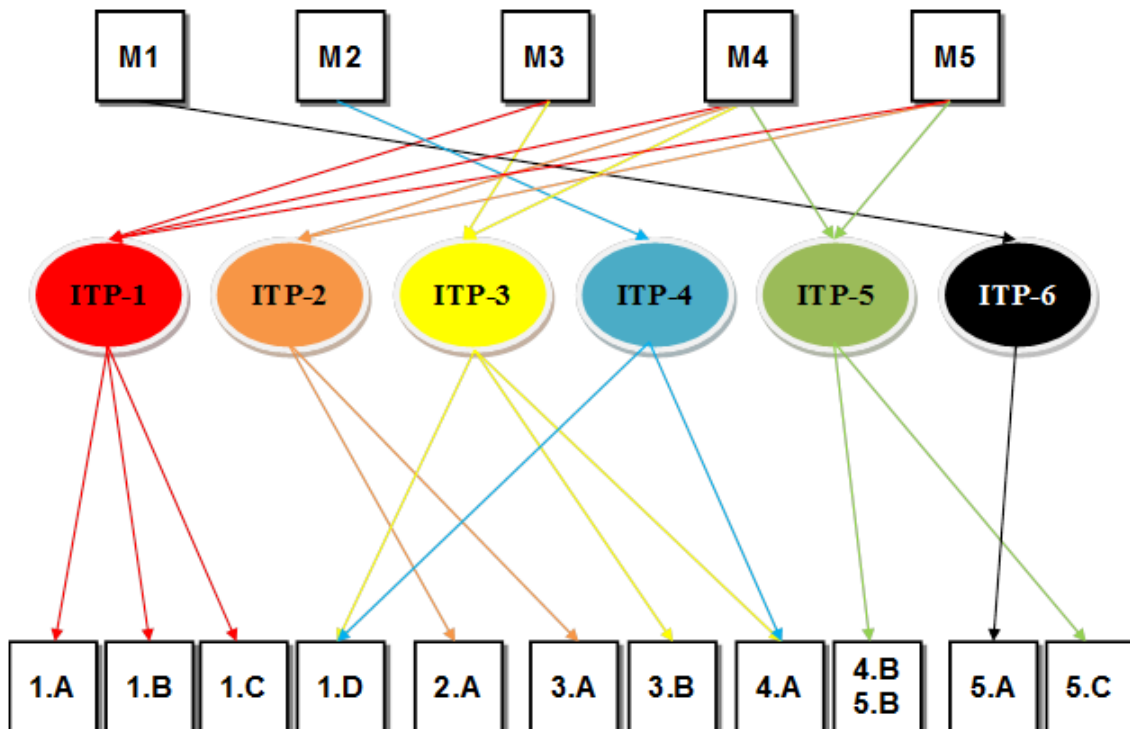 M1
M2
M3
M4
M5
ITP-1
ITP-2
ITP-3
ITP-4
ITP-5
ITP-6
1.A
1.B
1.C
1.D
2.A
3.A
3.B
4.A
4.B
5.B
5.A
5.C